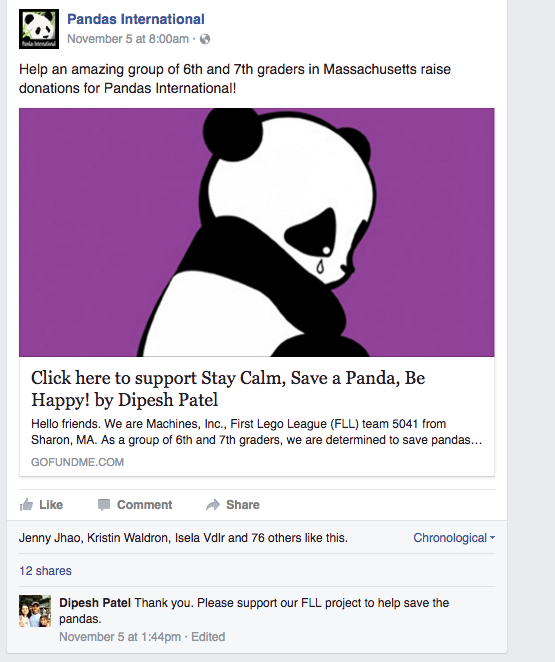 Pandas International
November 5 at 8:00am ·
Help an amazing group of 6th and 7th graders in Massachusetts raise
donations for Pandas International!
Click here to support Stay Calm, Save a Panda, Be
Happy! by Dipesh Patel
Hello friends. We are Machines, Inc., First Lego League (FLL) team 5041 from
Sharon, MA. As a group of 6th and 7th graders, we are determined to save pandas...
GOFUNDME.COM
Like Comment Share
Jenny Jhao, Kristin Waldron, Isela Vdlr and 76 others like this. Chronological
12 shares
Dipesh Patel Thank you. Please support our FLL project to help save the
pandas.
November 5 at 1:44pm · Edited